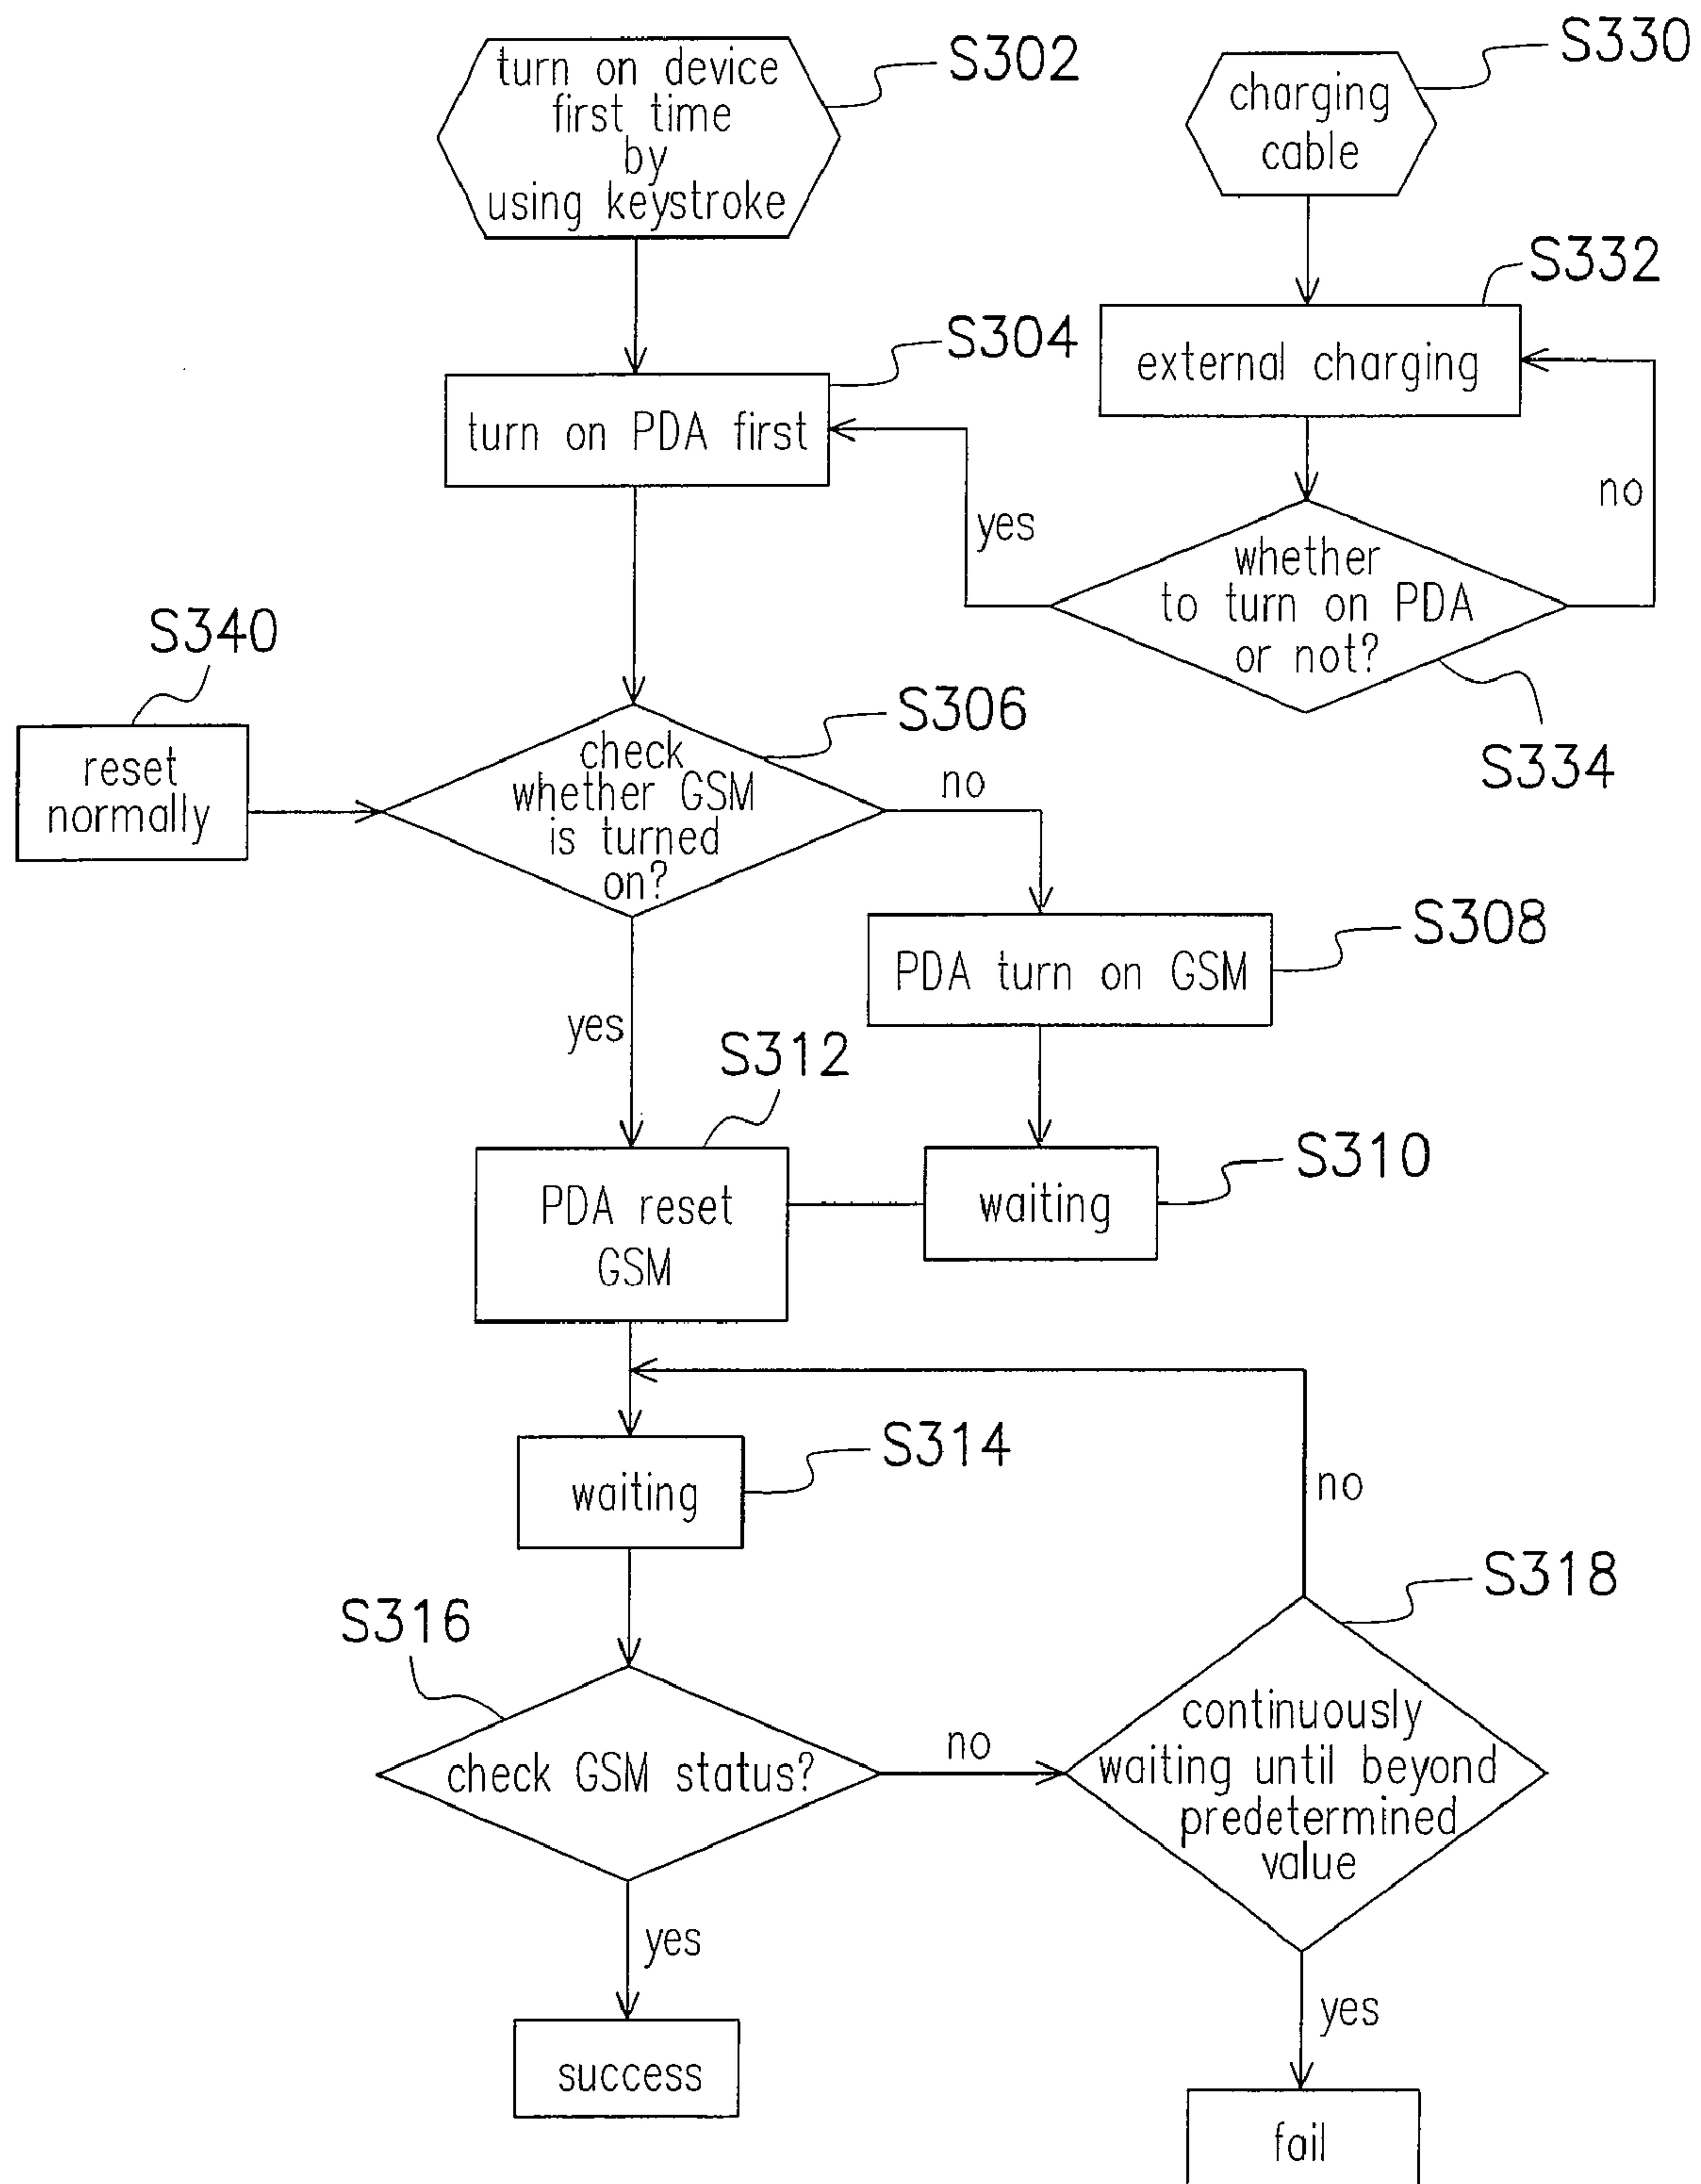 turn on device
first time
by
using keystroke
S302
charging
cable
S330
S332
external charging
S304
turn on PDA first
no
yes
whether
to turn on PDA
or not?
S334
S340
reset
normally
S306
check
whether GSM
is turned
on?
no
S308
PDA turn on GSM
yes
S312
PDA reset
GSM
S310
waiting
S314
waiting
no
S318
S316
check GSM status?
no
continuously
waiting until beyond
predetermined
value
yes
yes
success
fail